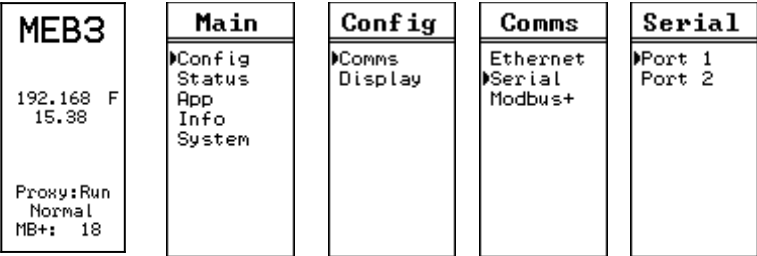 MEB3
192.168 F
15.38
Proxy:Run
Normal
MB+: 18
Main
Config
Status
App
Info
System
Config
Comms
Display
Comms
Ethernet
Serial
Modbus+
Serial
Port 1
Port 2